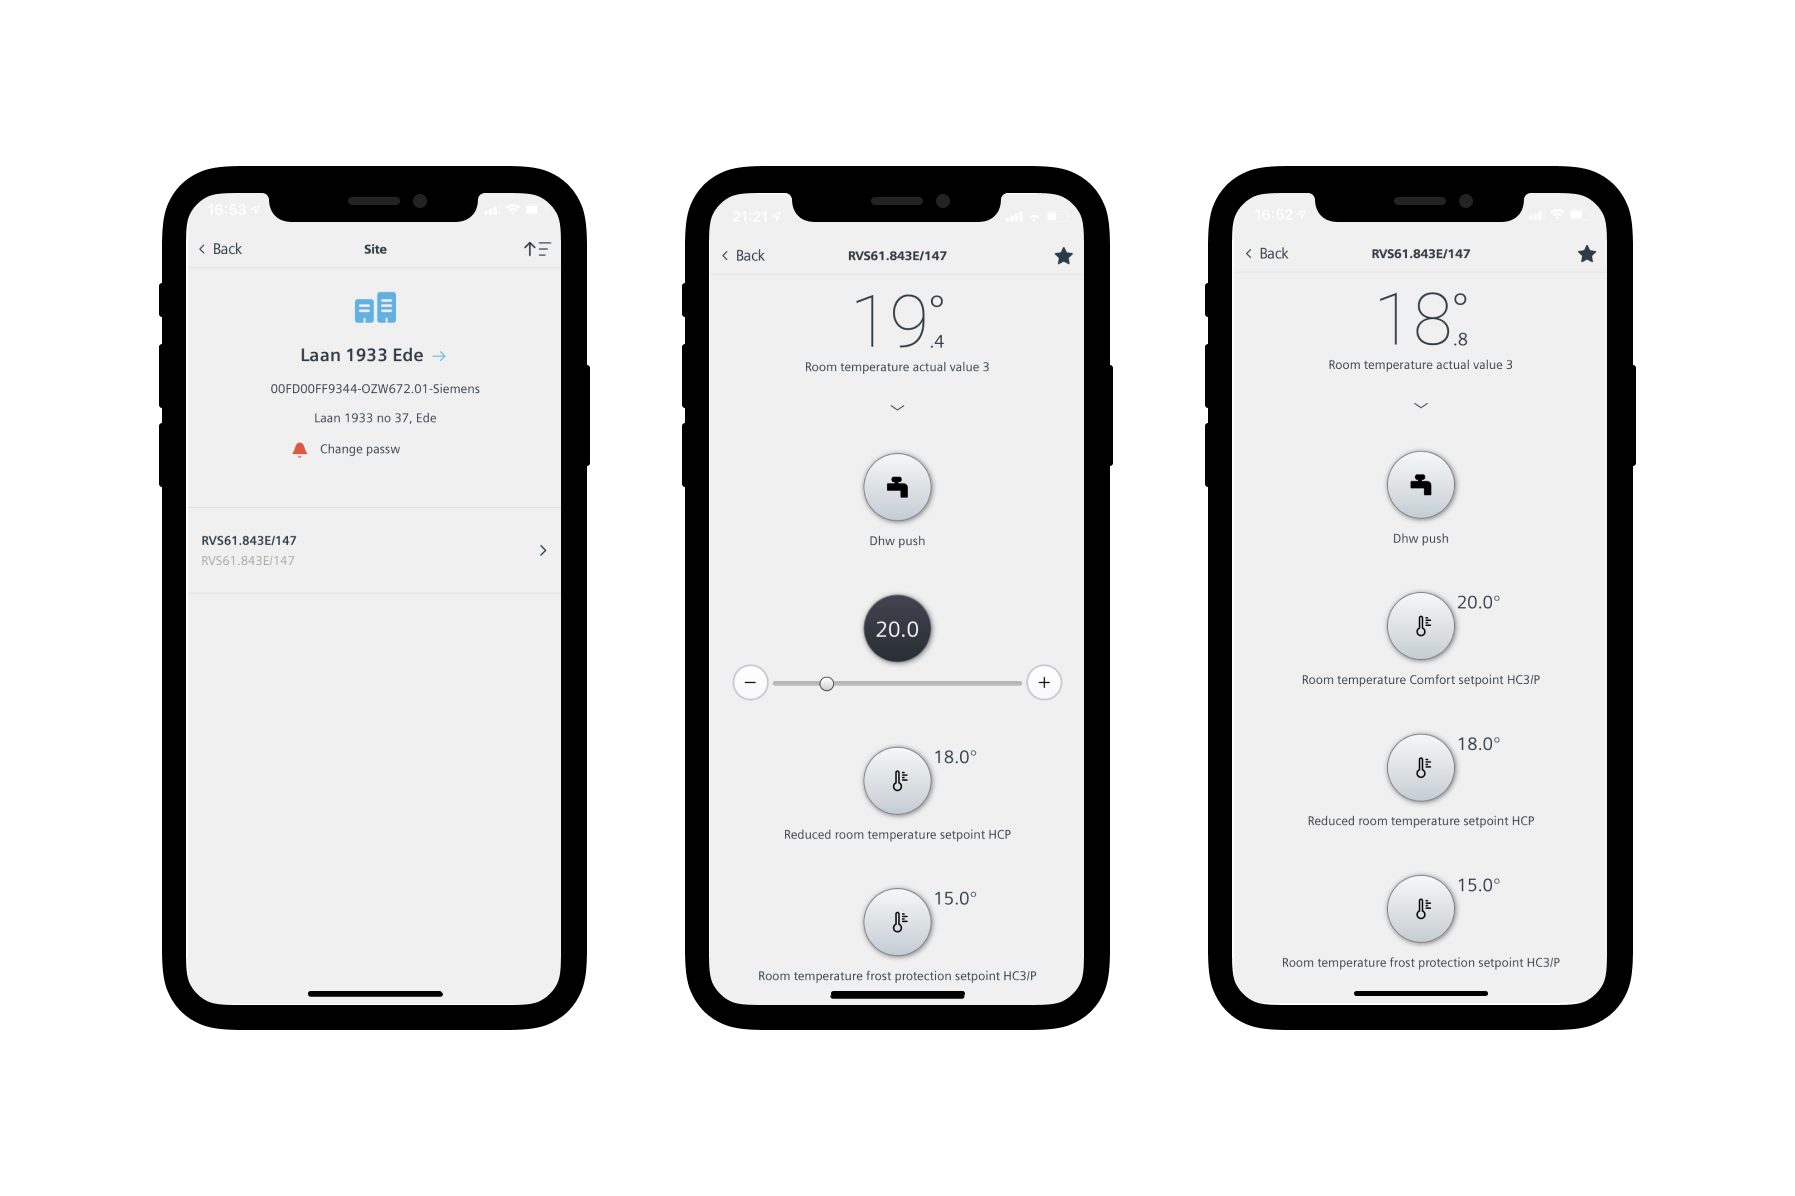 16:53
Back
Site
Laan 1933 Ede
00FD00FF9344-OZW672.01-Siemens
Laan 1933 no 37, Ede
Change passw
RVS61.843E/147
RVS61.843E/147
21:21
Back
RVS61.843E/147
19°.4
Room temperature actual value 3
Dhw push
20.0
18.0°
Reduced room temperature setpoint HCP
15.0°
Room temperature frost protection setpoint HC3/P
16:52
Back
RVS61.843E/147
18°.8
Room temperature actual value 3
Dhw push
20.0°
Room temperature Comfort setpoint HC3/P
18.0°
Reduced room temperature setpoint HCP
15.0°
Room temperature frost protection setpoint HC3/P